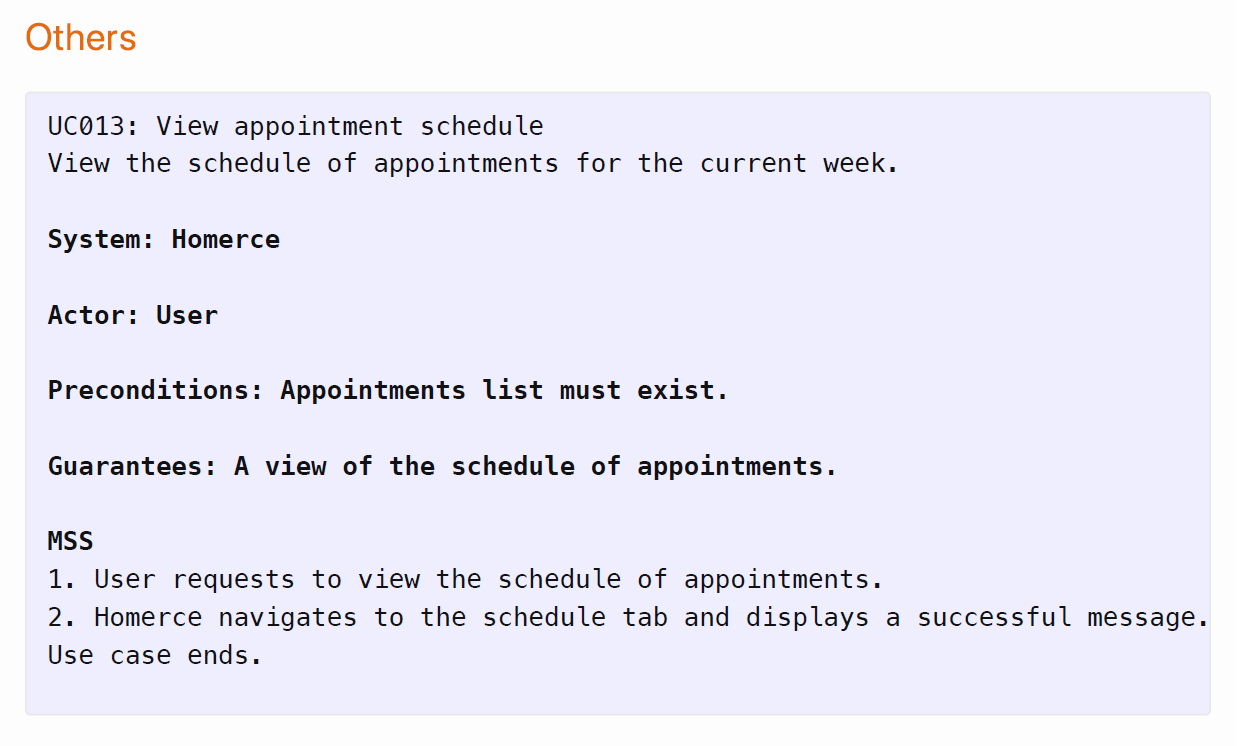 Others
UC013: View appointment schedule
View the schedule of appointments for the current week.
System: Homerce
Actor: User
Preconditions: Appointments list must exist.
Guarantees: A view of the schedule of appointments.
MSS
1. User requests to view the schedule of appointments.
2. Homerce navigates to the schedule tab and displays a successful message.
Use case ends.